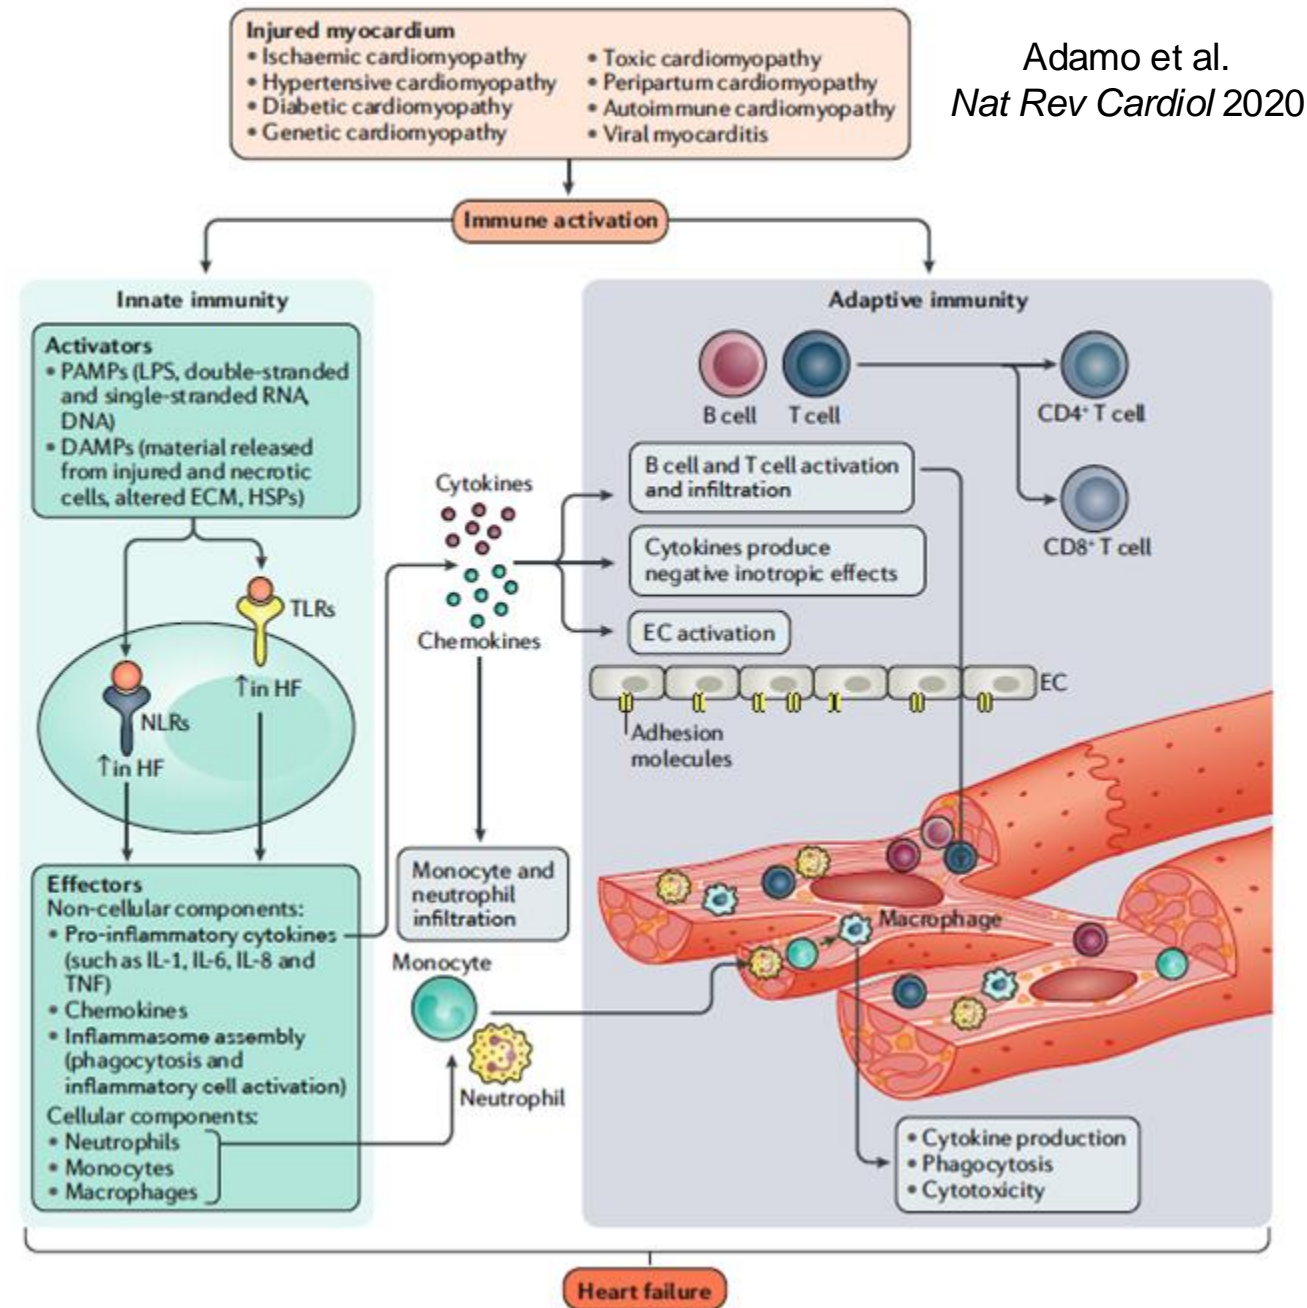 Injured myocardium
• Ischaemic cardiomyopathy
• Hypertensive cardiomyopathy
• Diabetic cardiomyopathy
• Genetic cardiomyopathy
• Toxic cardiomyopathy
• Peripartum cardiomyopathy
• Autoimmune cardiomyopathy
• Viral myocarditis
Adamo et al.
Nat Rev Cardiol 2020
Immune activation
Innate immunity
Activators
• PAMPs (LPS, double-stranded
and single-stranded RNA,
DNA)
• DAMPs (material released
from injured and necrotic
cells, altered ECM, HSPs)
TLRs
↑in HF
NLRs
↑in HF
Effectors
Non-cellular components:
• Pro-inflammatory cytokines
(such as IL-1, IL-6, IL-8 and
TNF)
• Chemokines
• Inflammasome assembly
(phagocytosis and
inflammatory cell activation)
Cellular components:
• Neutrophils
• Monocytes
• Macrophages
Cytokines
Chemokines
Monocyte and
neutrophil
infiltration
Monocyte
Neutrophil
Adaptive immunity
B cell
T cell
CD4⁺ T cell
CD8⁺ T cell
B cell and T cell activation
and infiltration
Cytokines produce
negative inotropic effects
EC activation
EC
Adhesion
molecules
Macrophage
• Cytokine production
• Phagocytosis
• Cytotoxicity
Heart failure